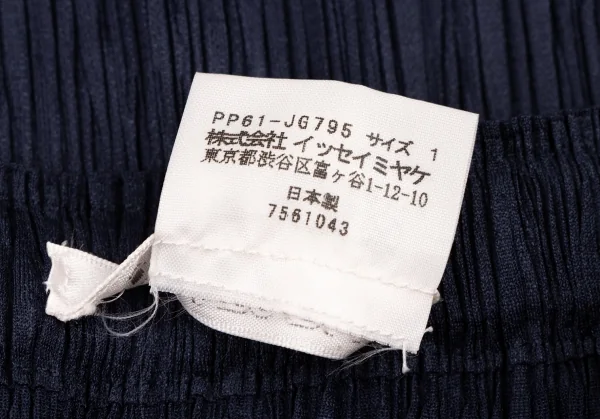 PP61-JG795 サイズ 1
株式会社 イッセイミヤケ
東京都渋谷区富ヶ谷1-12-10
日本製
7561043